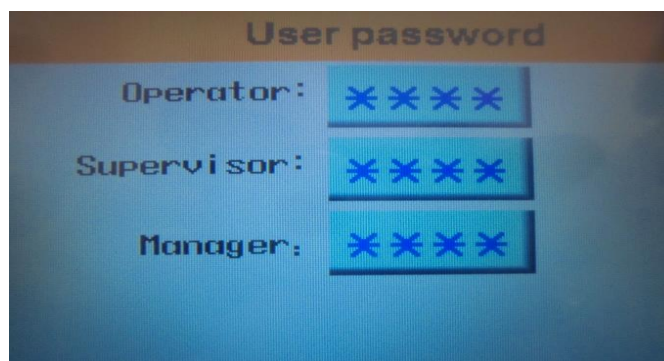 User password
Operator: ****
Supervisor: ****
Manager: ****